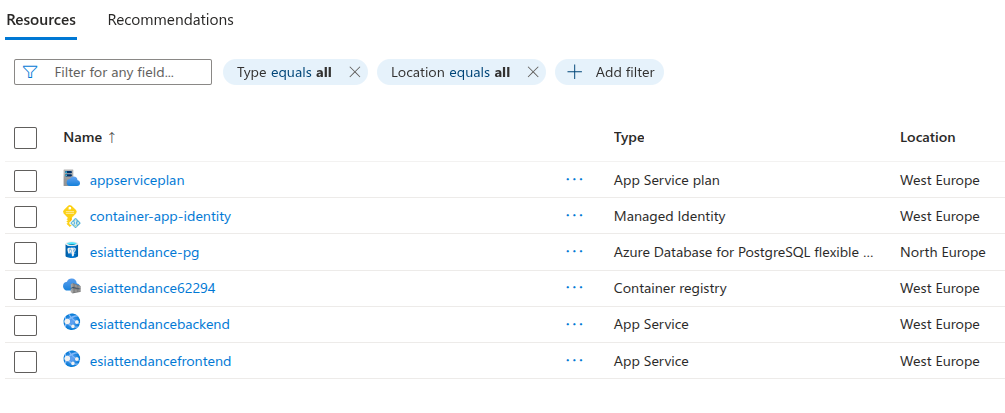 Resources Recommendations
Filter for any field... Type equals all Location equals all Add filter
Name ↑ Type Location
appserviceplan ··· App Service plan West Europe
container-app-identity ··· Managed Identity West Europe
esiattendance-pg ··· Azure Database for PostgreSQL flexible ... North Europe
esiattendance62294 ··· Container registry West Europe
esiattendancebackend ··· App Service West Europe
esiattendancefrontend ··· App Service West Europe